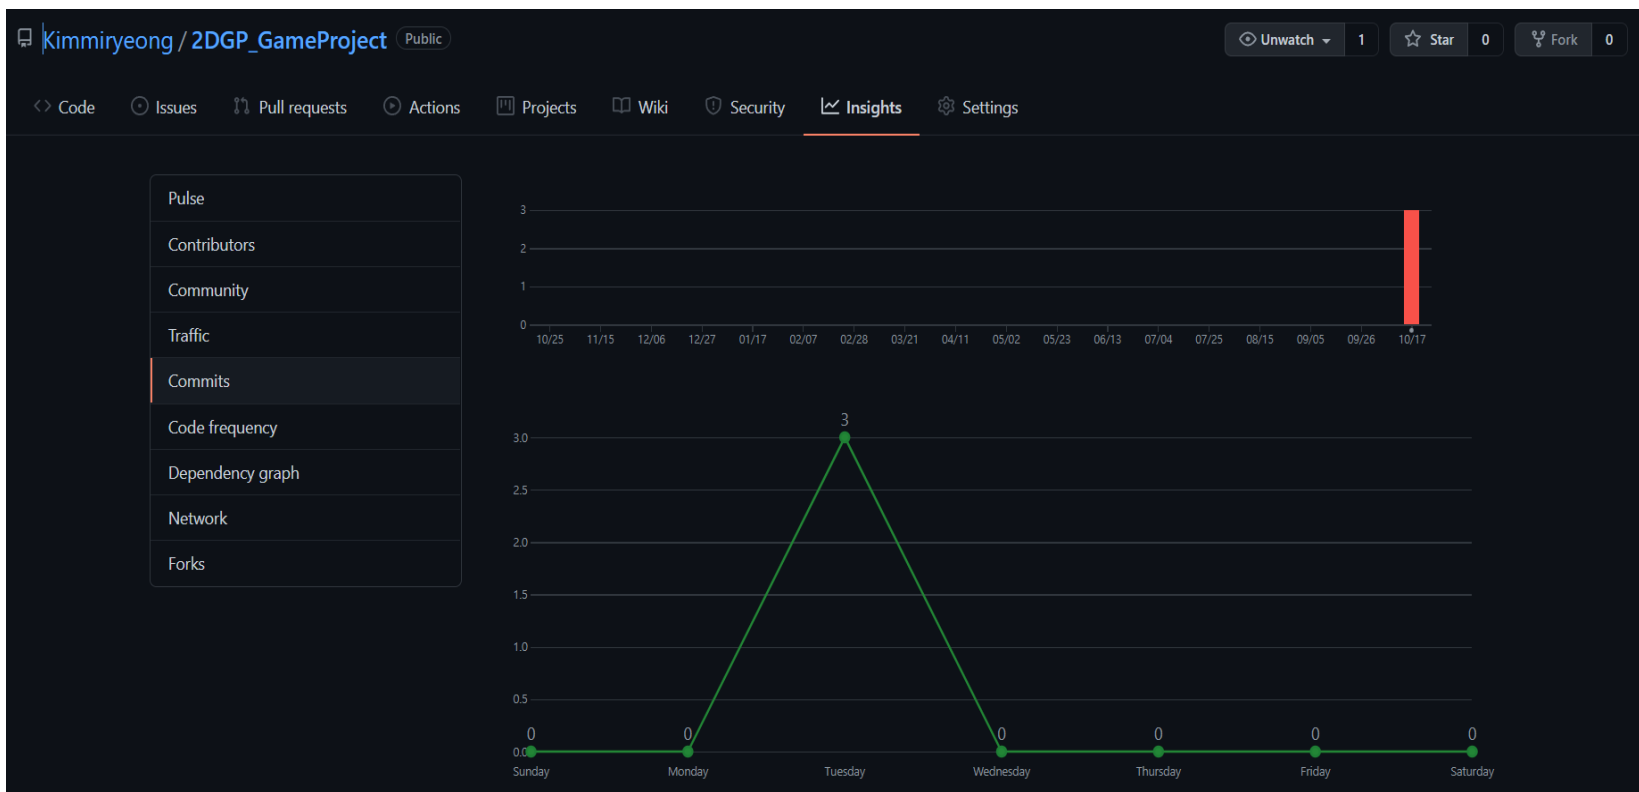 Kimmiryeong / 2DGP_GameProject Public Unwatch 1 Star 0 Fork 0
Code Issues Pull requests Actions Projects Wiki Security Insights Settings
Pulse
Contributors
Community
Traffic
Commits
Code frequency
Dependency graph
Network
Forks
3
2
1
0
10/25 11/15 12/06 12/27 01/17 02/07 02/28 03/21 04/11 05/02 05/23 06/13 07/04 07/25 08/15 09/05 09/26 10/17
3
3.0
2.5
2.0
1.5
1.0
0.5
0 0 0 0 0 0
0.0
Sunday Monday Tuesday Wednesday Thursday Friday Saturday